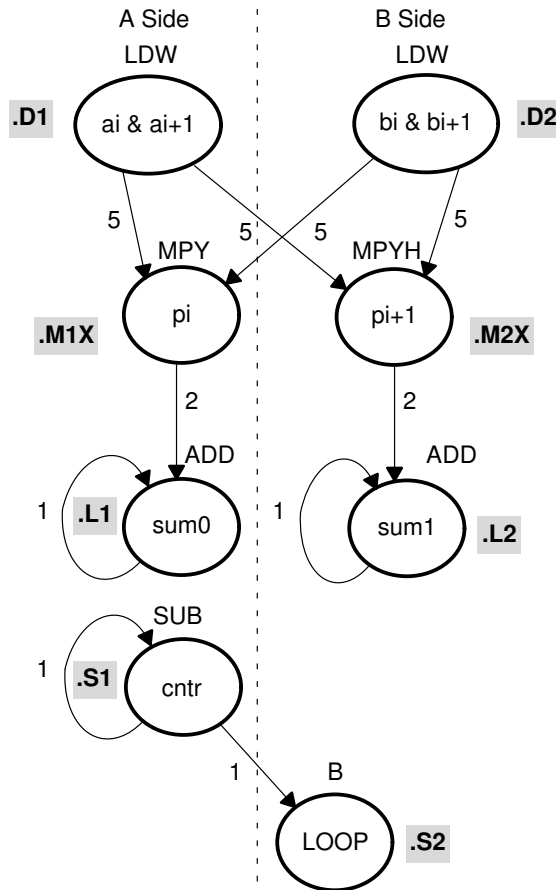 A Side B Side
LDW LDW
.D1 ai & ai+1 bi & bi+1 .D2
5 5 5 5
MPY MPYH
pi pi+1
.M1X .M2X
2 2
ADD ADD
1 .L1 sum0 1 sum1 .L2
SUB
1 .S1 cntr
1 B
LOOP .S2